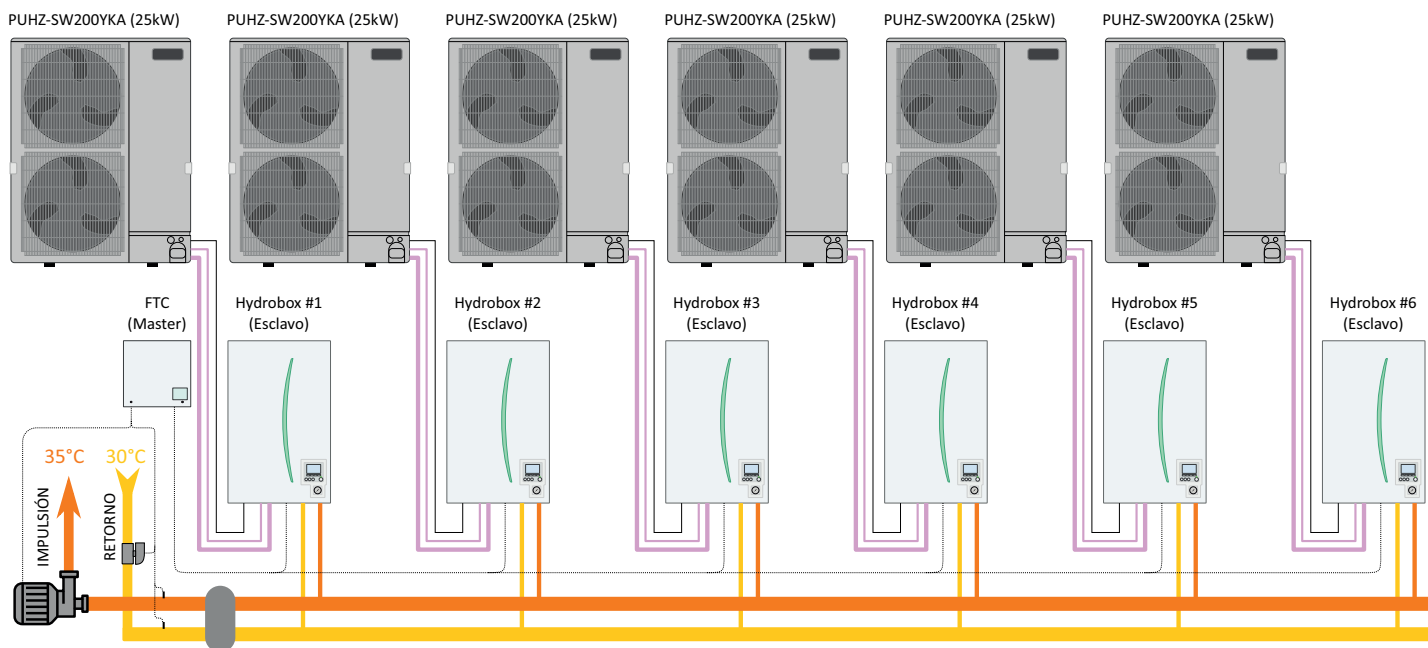 PUHZ-SW200YKA (25kW)
PUHZ-SW200YKA (25kW)
PUHZ-SW200YKA (25kW)
PUHZ-SW200YKA (25kW)
PUHZ-SW200YKA (25kW)
PUHZ-SW200YKA (25kW)
FTC
(Master)
Hydrobox #1
(Esclavo)
Hydrobox #2
(Esclavo)
Hydrobox #3
(Esclavo)
Hydrobox #4
(Esclavo)
Hydrobox #5
(Esclavo)
Hydrobox #6
(Esclavo)
35°C
30°C
IMPULSIÓN
RETORNO